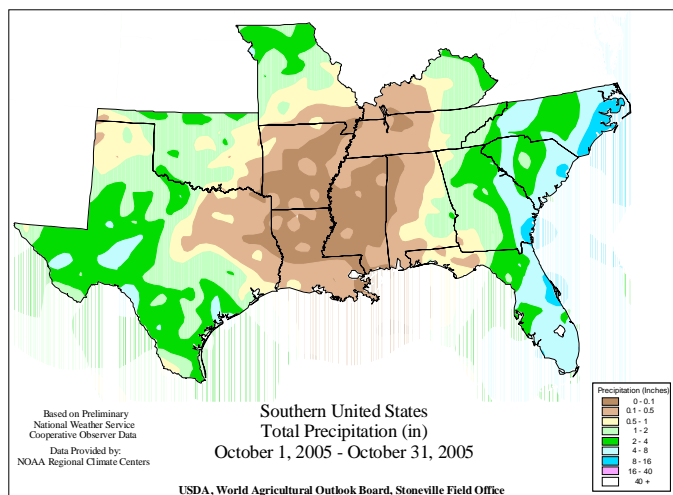 Based on Preliminary
National Weather Service
Cooperative Observer Data
Data Provided by:
NOAA Regional Climate Centers
Southern United States
Total Precipitation (in)
October 1, 2005 - October 31, 2005
USDA, World Agricultural Outlook Board, Stoneville Field Office
Precipitation (Inches)
0 - 0.1
0.1 - 0.5
0.5 - 1
1 - 2
2 - 4
4 - 8
8 - 16
16 - 40
40 +